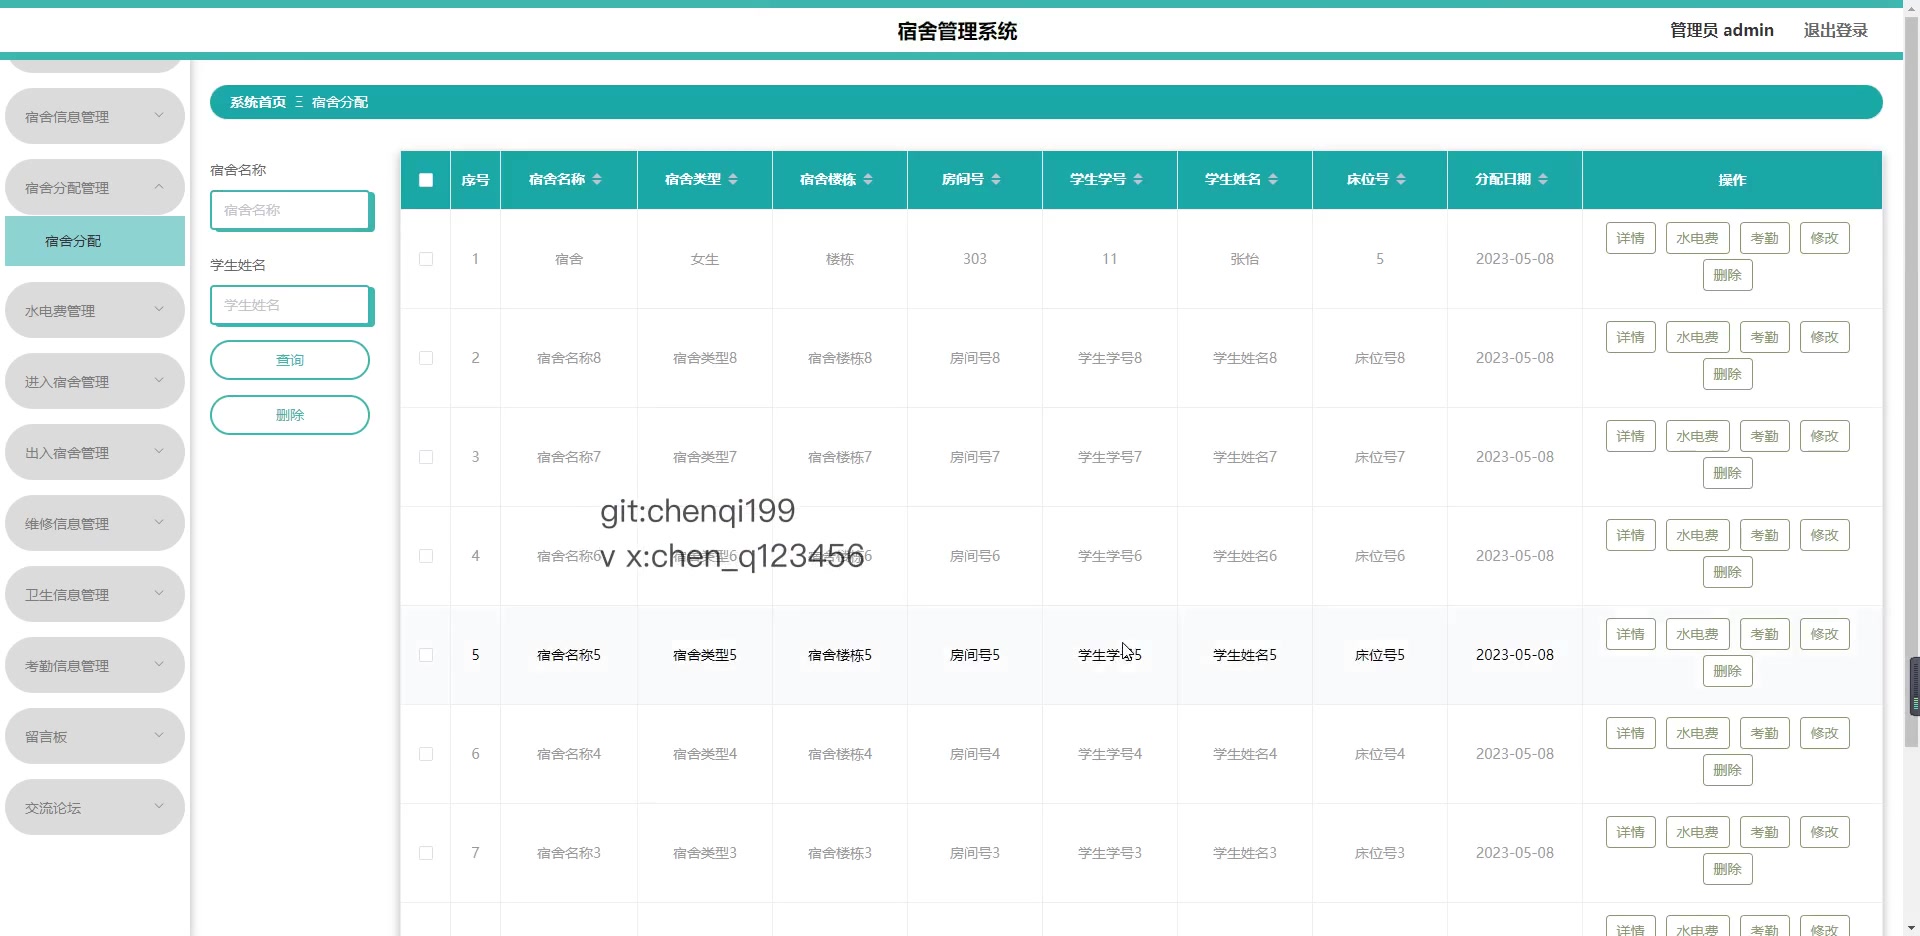 宿舍管理系统
管理员 admin
退出登录
宿舍信息管理
宿舍分配管理
宿舍分配
水电费管理
进入宿舍管理
出入宿舍管理
维修信息管理
卫生信息管理
考勤信息管理
留言板
交流论坛
系统首页 Ξ 宿舍分配
宿舍名称
宿舍名称
学生姓名
学生姓名
查询
删除
序号 宿舍名称 宿舍类型 宿舍楼栋 房间号 学生学号 学生姓名 床位号 分配日期 操作
1 宿舍 女生 楼栋 303 11 张怡 5 2023-05-08 详情 水电费 考勤 修改
删除
2 宿舍名称8 宿舍类型8 宿舍楼栋8 房间号8 学生学号8 学生姓名8 床位号8 2023-05-08 详情 水电费 考勤 修改
删除
3 宿舍名称7 宿舍类型7 宿舍楼栋7 房间号7 学生学号7 学生姓名7 床位号7 2023-05-08 详情 水电费 考勤 修改
删除
git:chenqi199
v x:chen_q123456
4 宿舍名称6 宿舍类型6 宿舍楼栋6 房间号6 学生学号6 学生姓名6 床位号6 2023-05-08 详情 水电费 考勤 修改
删除
5 宿舍名称5 宿舍类型5 宿舍楼栋5 房间号5 学生学号5 学生姓名5 床位号5 2023-05-08 详情 水电费 考勤 修改
删除
6 宿舍名称4 宿舍类型4 宿舍楼栋4 房间号4 学生学号4 学生姓名4 床位号4 2023-05-08 详情 水电费 考勤 修改
删除
7 宿舍名称3 宿舍类型3 宿舍楼栋3 房间号3 学生学号3 学生姓名3 床位号3 2023-05-08 详情 水电费 考勤 修改
删除
详情 水电费 考勤 修改